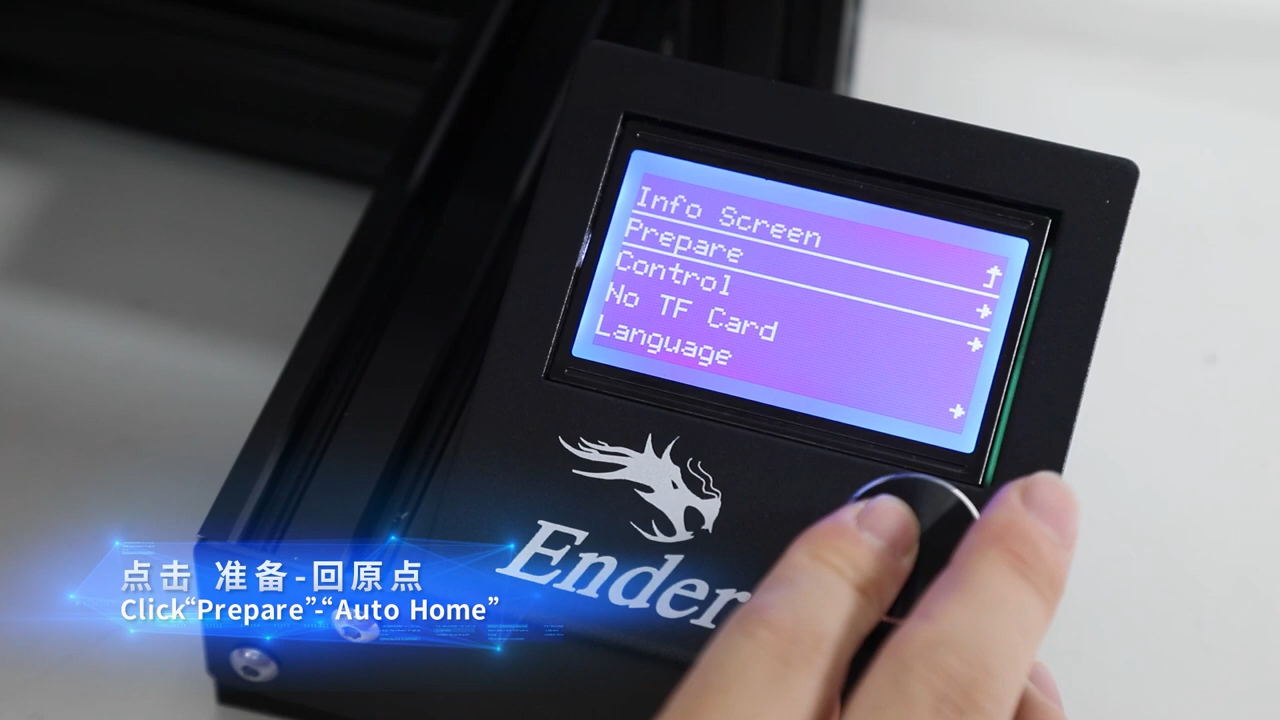 Info Screen
Prepare
Control
No TF Card
Language
Ender
点击 准备-回原点
Click“Prepare”-“Auto Home”